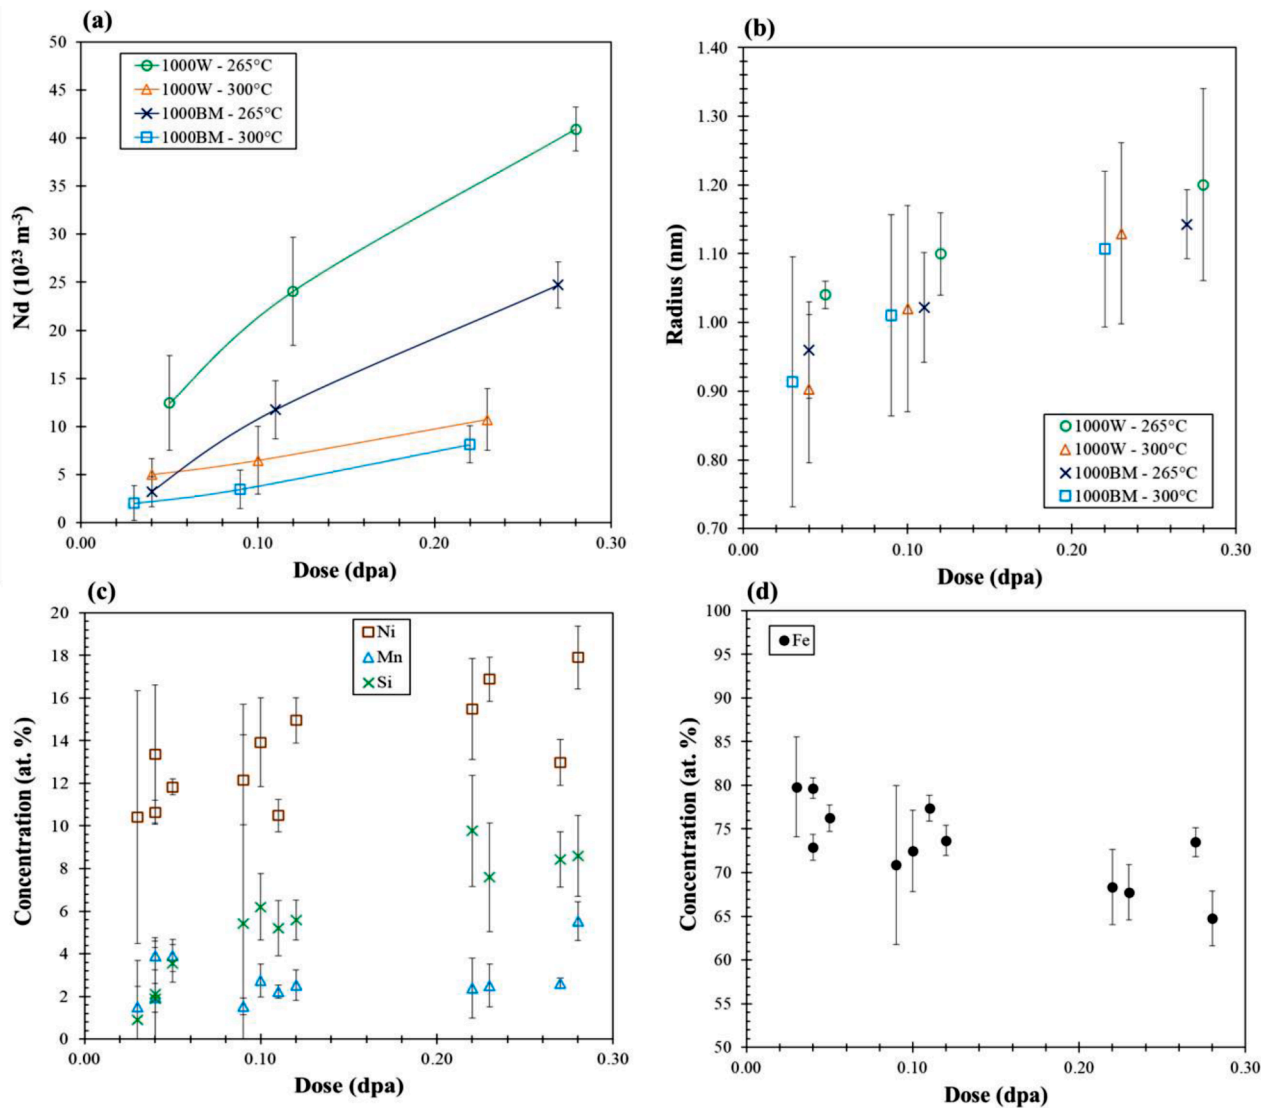 (a)
50
45
40
35
30
25
20
15
10
5
0
Nd (10²³ m⁻³)
1000W - 265°C
1000W - 300°C
1000BM - 265°C
1000BM - 300°C
0.00 0.10 0.20 0.30
Dose (dpa)
(b)
1.40
1.30
1.20
1.10
1.00
0.90
0.80
0.70
Radius (nm)
1000W - 265°C
1000W - 300°C
1000BM - 265°C
1000BM - 300°C
0.00 0.10 0.20 0.30
Dose (dpa)
(c)
20
18
16
14
12
10
8
6
4
2
0
Concentration (at. %)
Ni
Mn
Si
0.00 0.10 0.20 0.30
Dose (dpa)
(d)
100
95
90
85
80
75
70
65
60
55
50
Concentration (at. %)
Fe
0.00 0.10 0.20 0.30
Dose (dpa)